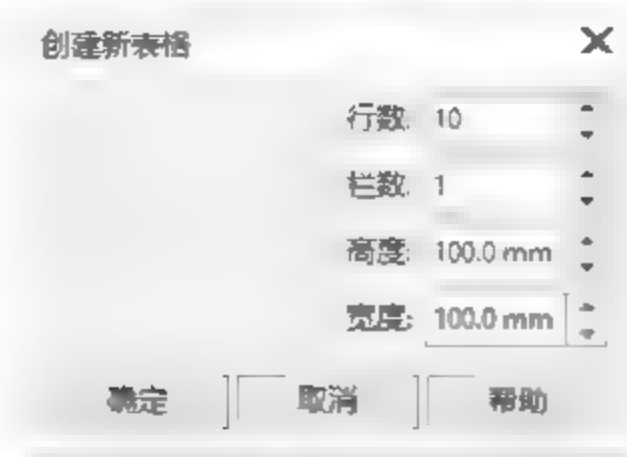 创建新表格
行数: 10
栏数: 1
高度: 100.0 mm
宽度: 100.0 mm
确定 取消 帮助